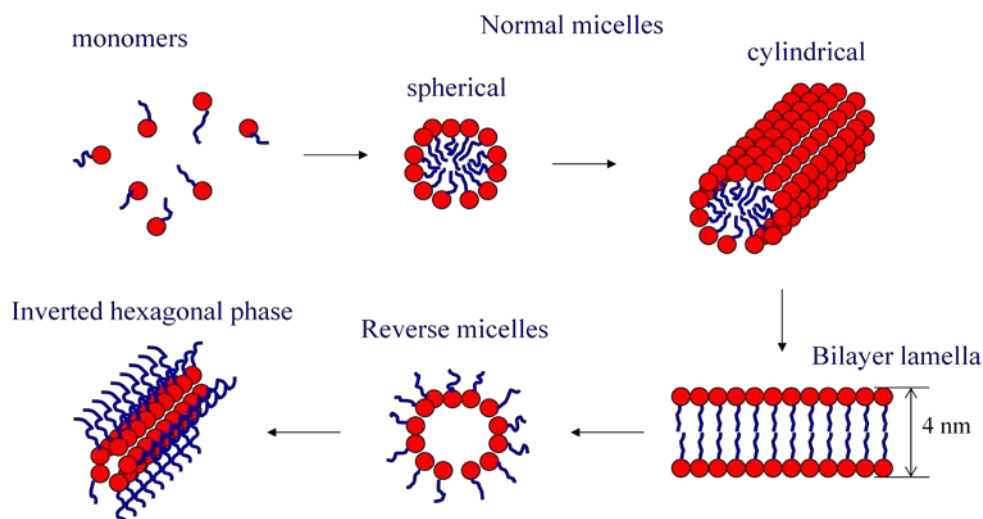 monomers
Normal micelles
spherical
cylindrical
Inverted hexagonal phase
Reverse micelles
Bilayer lamella
4 nm